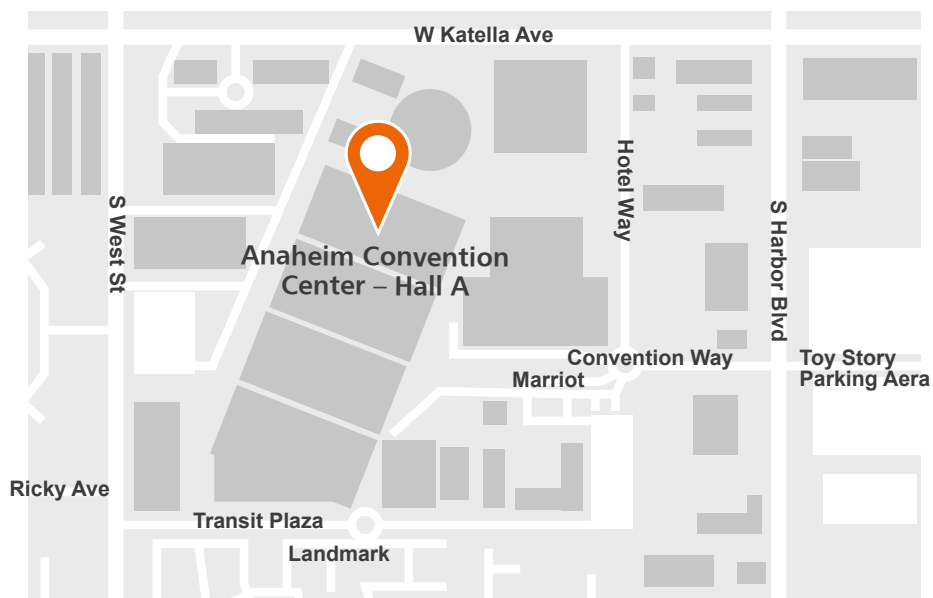 W Katella Ave
Hotel Way
S West St
S Harbor Blvd
Anaheim Convention
Center – Hall A
Convention Way
Toy Story
Marriot
Parking Aera
Ricky Ave
Transit Plaza
Landmark